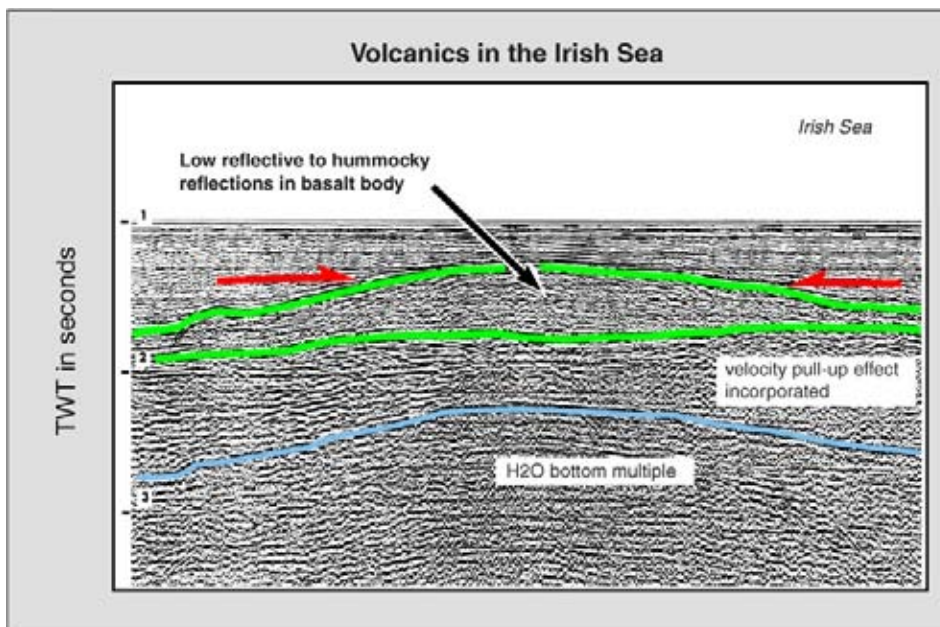 Volcanics in the Irish Sea
Irish Sea
Low reflective to hummocky
reflections in basalt body
1
TWT in seconds
2
velocity pull-up effect
incorporated
H2O bottom multiple
3